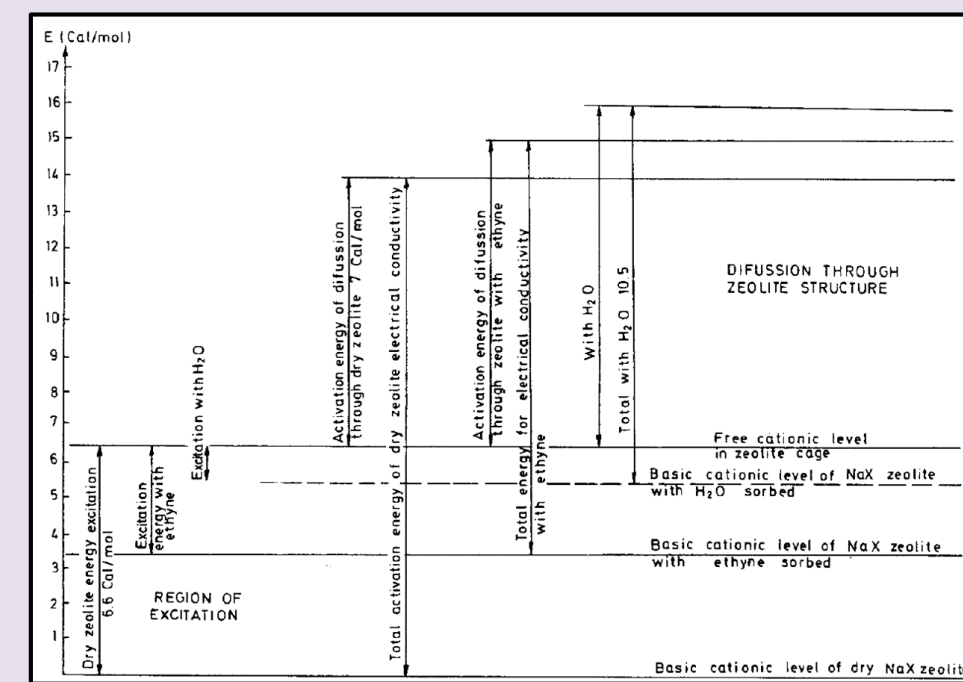 E (Cal/mol)
17
16
15
14
13
12
11
10
9
8
7
6
5
4
3
2
1
Dry zeolite energy excitation
6.6 Cal/mol
Excitation
energy with
ethyne
Excitation with H₂O
REGION OF
EXCITATION
Activation energy of difussion
through dry zeolite 7 Cal/mol
Total activation energy of dry zeolite electrical conductivity
Activation energy of difussion
through zeolite with ethyne
Total energy for electrical conductivity
with ethyne
With H₂O
Total with H₂O 10.5
DIFUSSION THROUGH
ZEOLITE STRUCTURE
Free cationic level
in zeolite cage
Basic cationic level of NaX zeolite
with H₂O sorbed
Basic cationic level of NaX zeolite
with ethyne sorbed
Basic cationic level of dry NaX zeolit